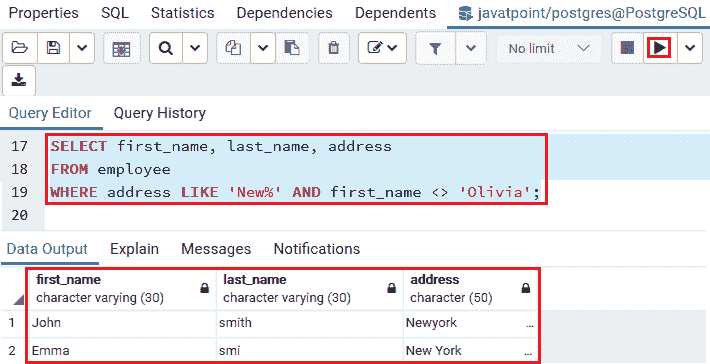 Properties SQL Statistics Dependencies Dependents javatpoint/postgres@PostgreSQL
No limit
Query Editor Query History
17 SELECT first_name, last_name, address
18 FROM employee
19 WHERE address LIKE 'New%' AND first_name <> 'Olivia';
20
Data Output Explain Messages Notifications
first_name last_name address
character varying (30) character varying (30) character (50)
1 John smith Newyork ...
2 Emma smi New York ...